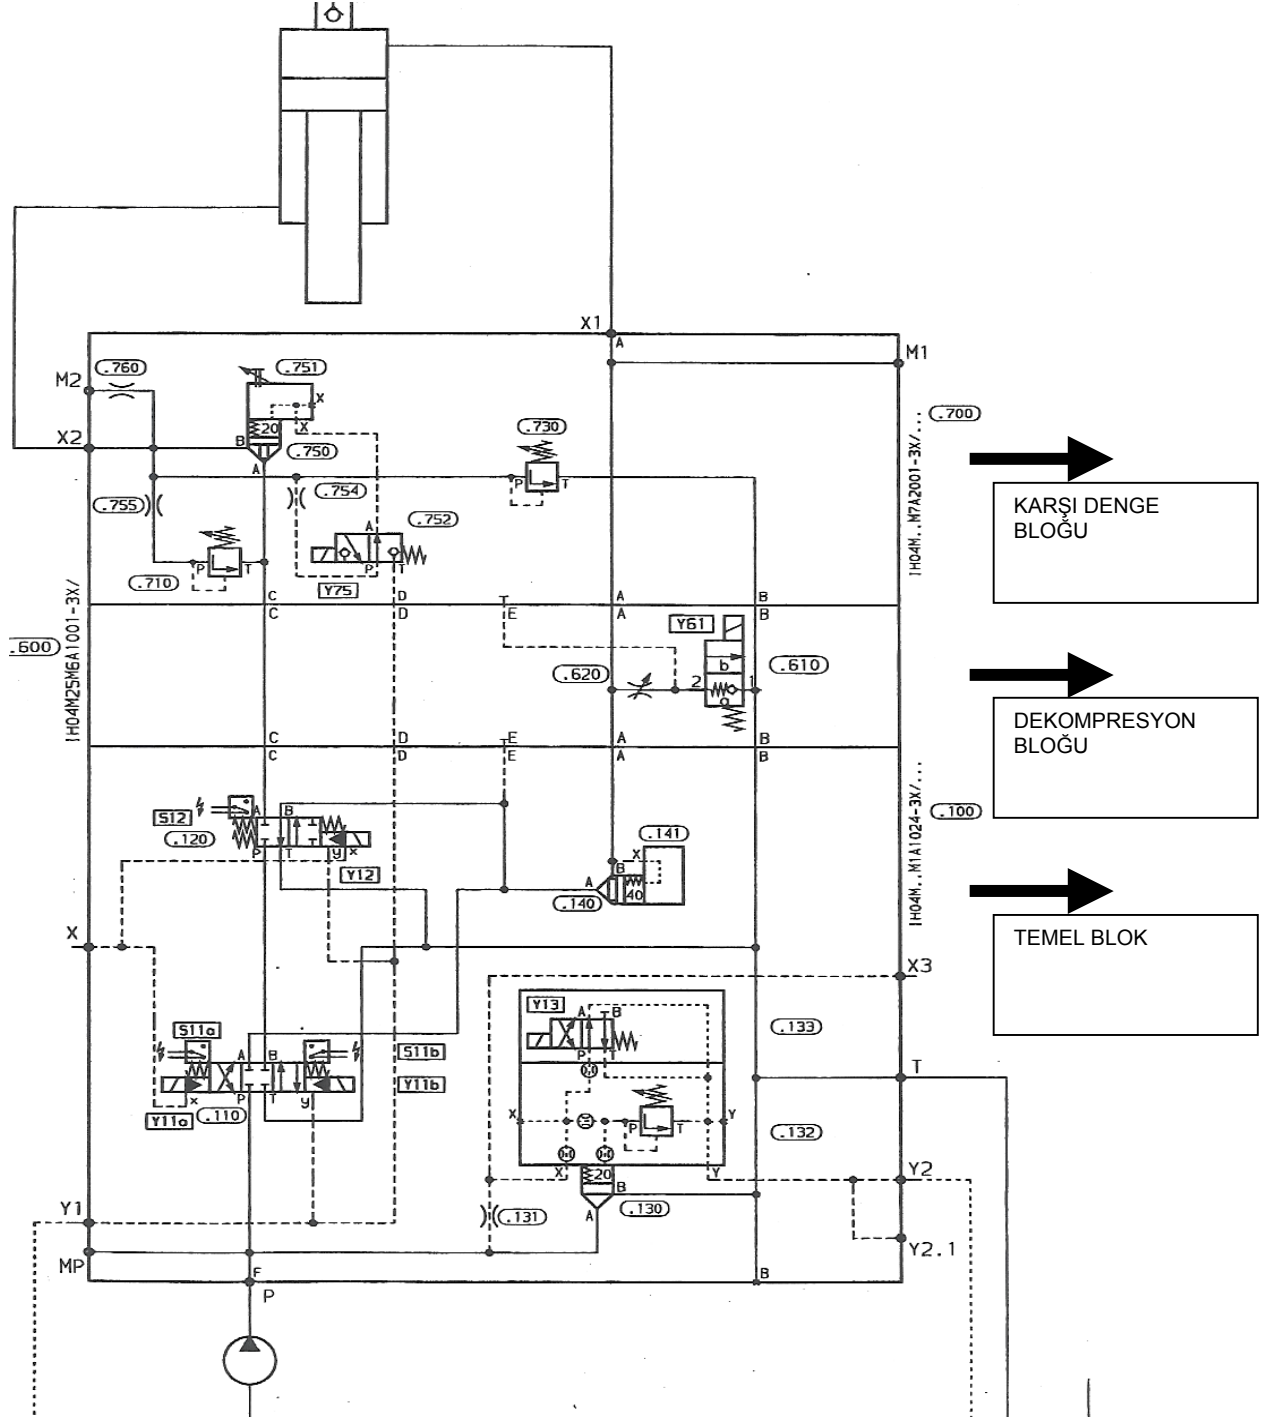 X1
A
M1
.760
.751
M2
X
20
X
.730
.700
X2
B
.750
A
P
T
.755
.754
.752
A
P
T
P
T
.710
Y75
IH04M..M7A2001-3X/...
KARŞI DENGE
BLOĞU
C
D
T
A
B
C
D
E
A
B
Y61
.600
IH04M25M6A1001-3X/
b
.610
.620
2
1
a
DEKOMPRESYON
BLOĞU
C
D
E
A
B
C
D
E
A
B
S12
A
B
.120
P
T
y
x
Y12
.141
X
B
A
40
.140
.100
IH04M..M1A1024-3X/...
TEMEL BLOK
X
X3
Y13
A
B
P
T
.133
S11a
A
B
S11b
Y11b
x
P
T
y
Y11a
.110
T
X
P
T
Y
.132
X
20
Y
Y2
B
A
.130
.131
Y1
Y2.1
MP
F
P
B